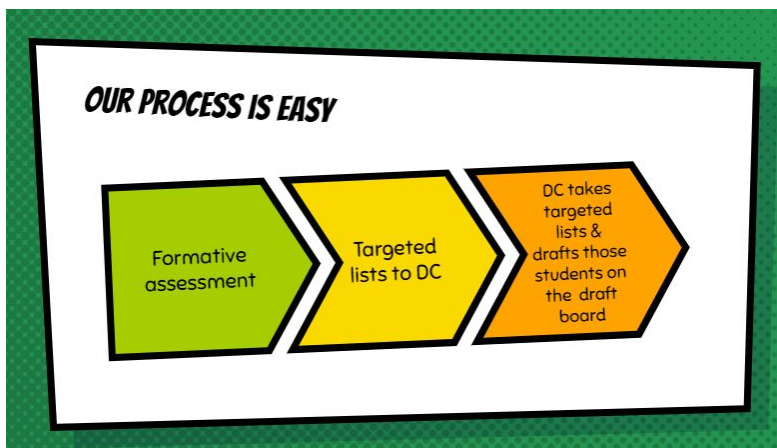 OUR PROCESS IS EASY
Formative
assessment
Targeted
lists to DC
DC takes
targeted
lists &
drafts those
students on
the draft
board